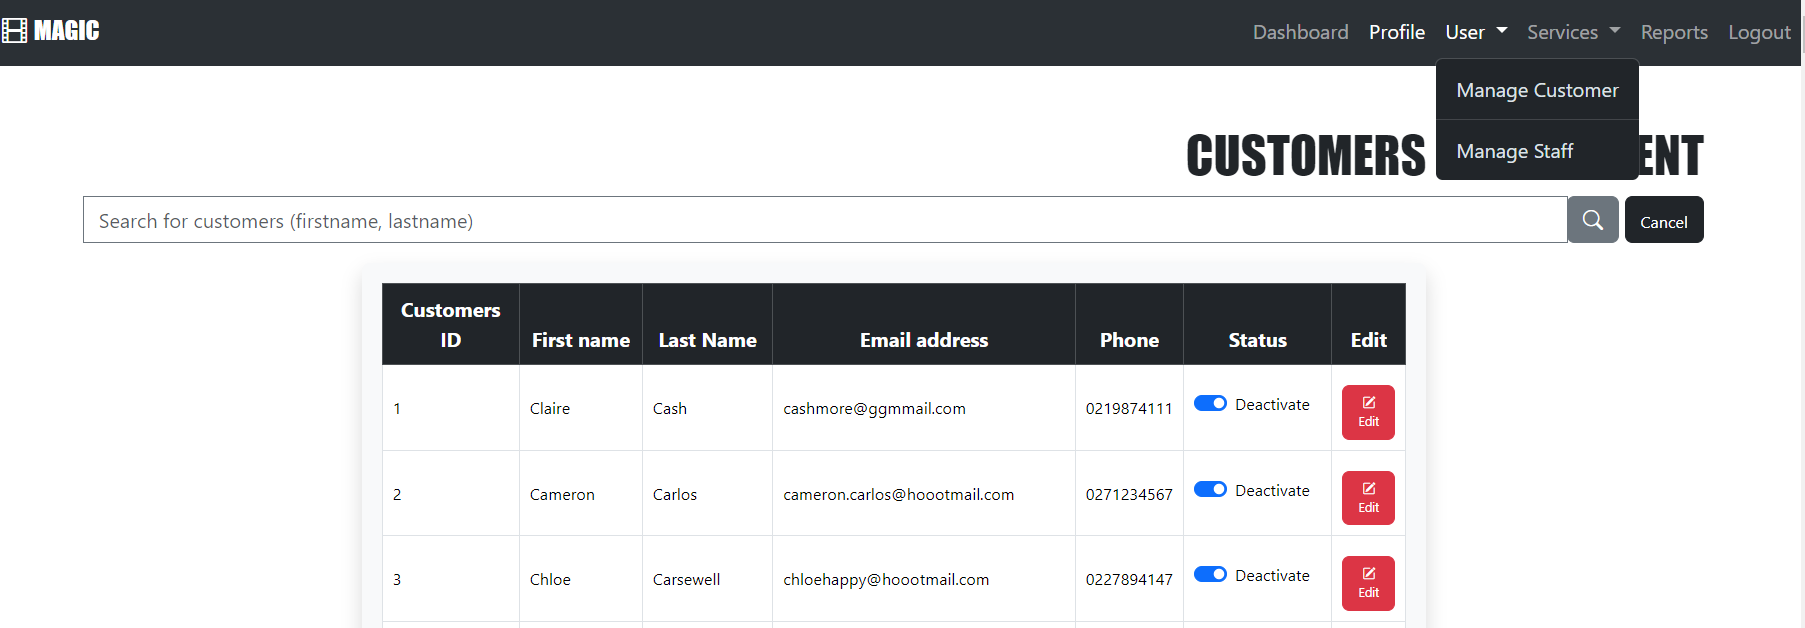 MAGIC
Dashboard Profile User Services Reports Logout
Manage Customer
Manage Staff
CUSTOMERS ENT
Search for customers (firstname, lastname) Cancel
Customers
ID First name Last Name Email address Phone Status Edit
1 Claire Cash cashmore@ggmmail.com 0219874111 Deactivate Edit
2 Cameron Carlos cameron.carlos@hoootmail.com 0271234567 Deactivate Edit
3 Chloe Carsewell chloehappy@hoootmail.com 0227894147 Deactivate Edit